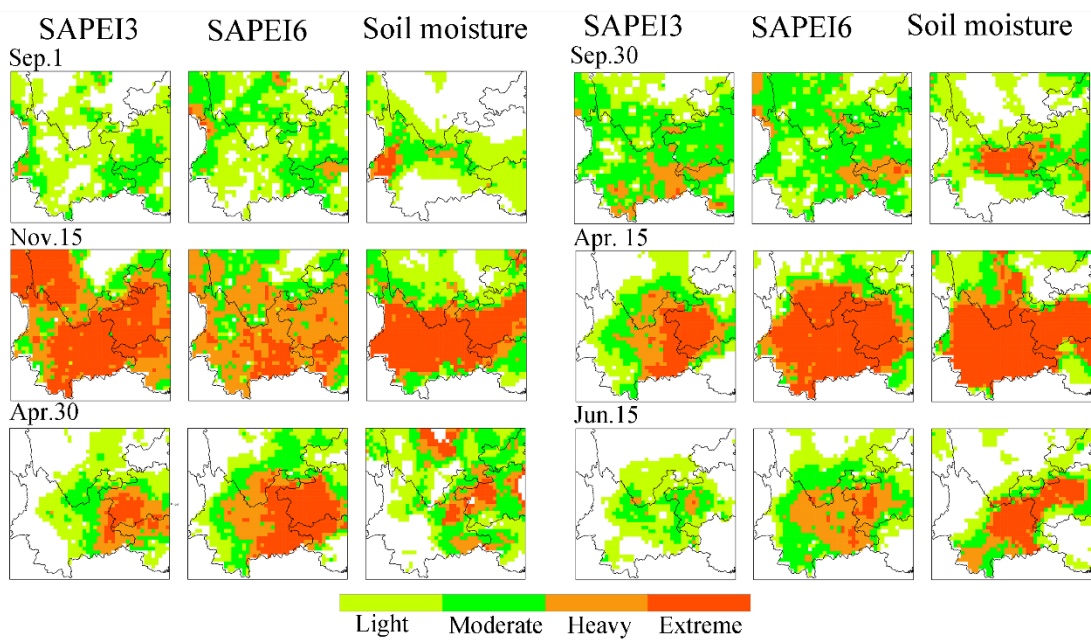 SAPEI3 SAPEI6 Soil moisture SAPEI3 SAPEI6 Soil moisture
Sep.1 Sep.30
Nov.15 Apr. 15
Apr.30 Jun.15
Light Moderate Heavy Extreme